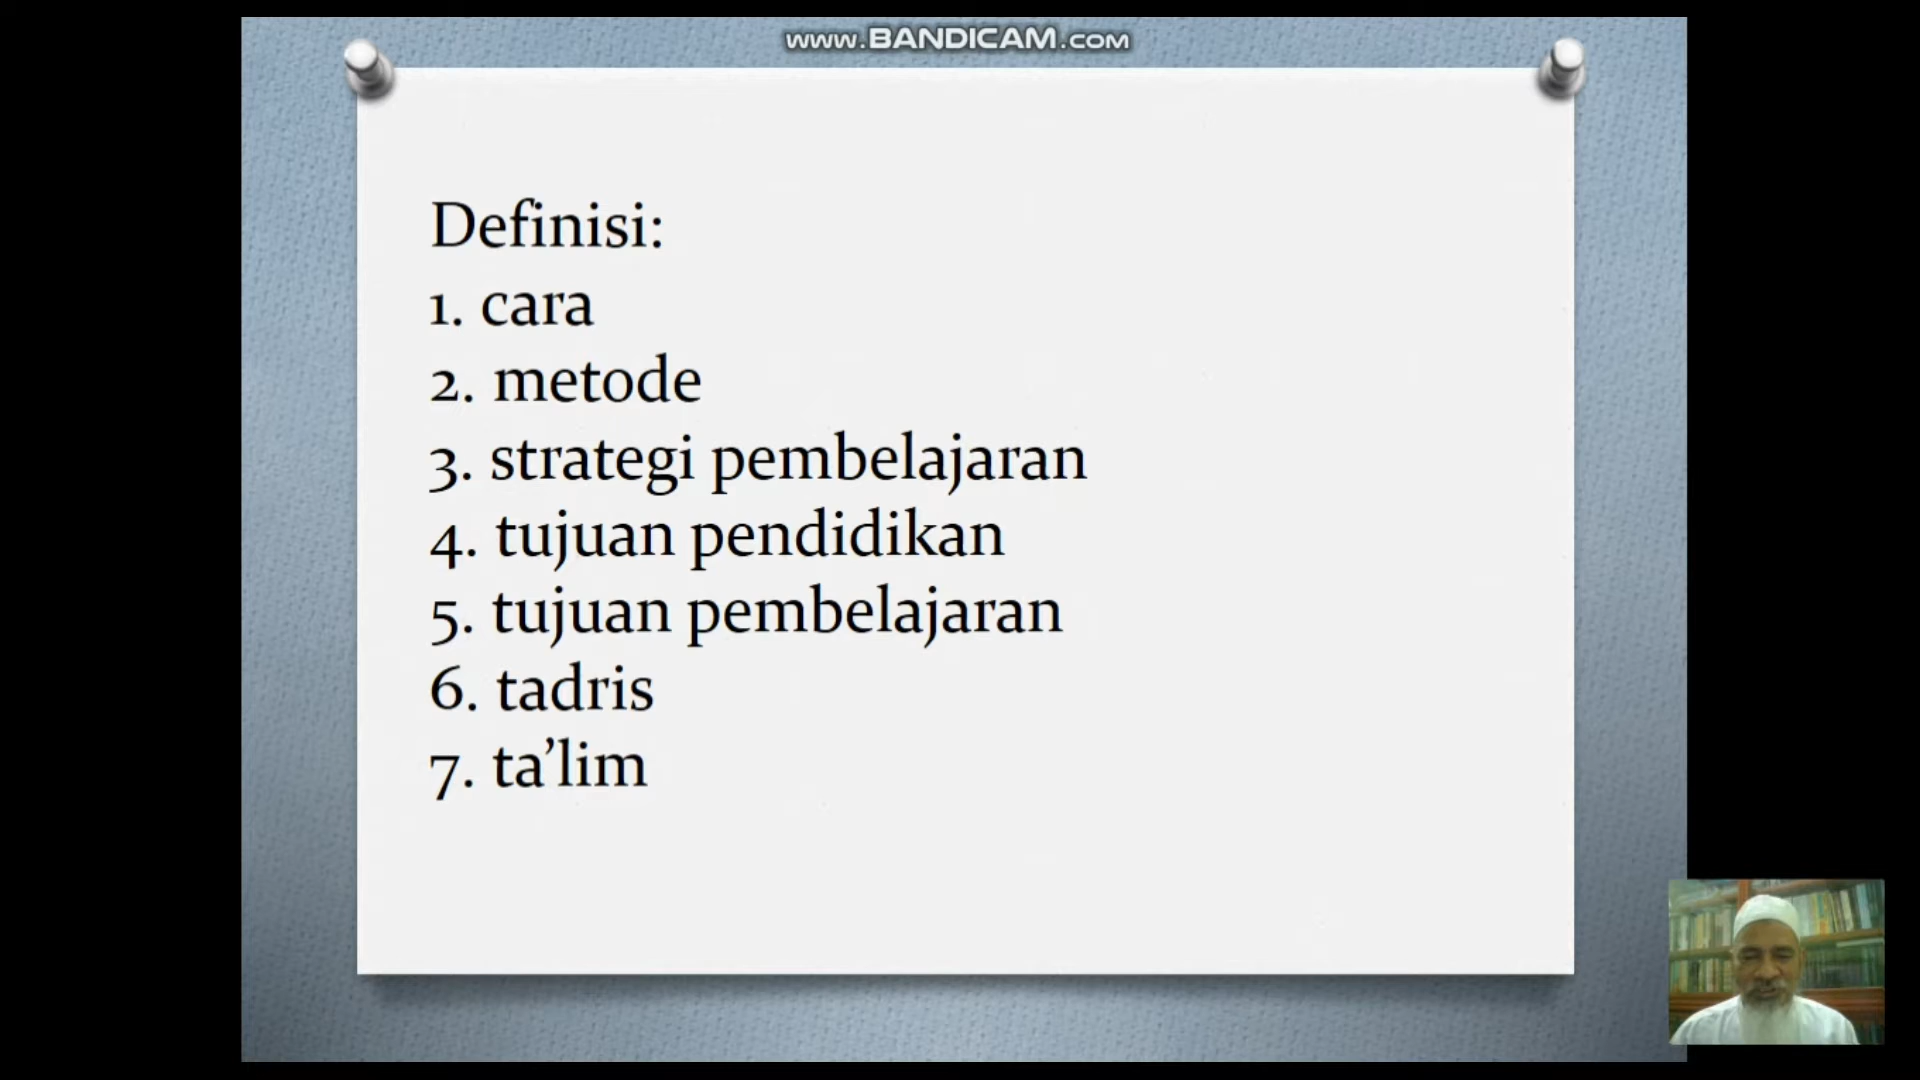 www.BANDICAM.com
Definisi:
1. cara
2. metode
3. strategi pembelajaran
4. tujuan pendidikan
5. tujuan pembelajaran
6. tadris
7. ta’lim